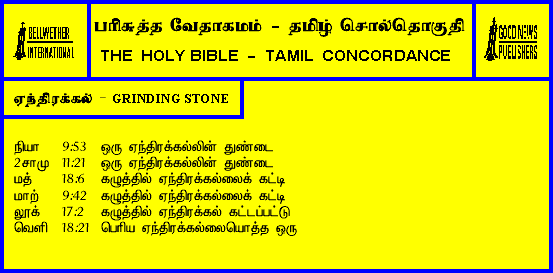 BELLWETHER
INTERNATIONAL
பரிசுத்த வேதாகமம் - தமிழ் சொல்தொகுதி
THE HOLY BIBLE - TAMIL CONCORDANCE
GOOD NEWS
PUBLISHERS
ஏந்திரக்கல் - GRINDING STONE
நியா 9:53 ஒரு ஏந்திரக்கல்லின் துண்டை
2சாமு 11:21 ஒரு ஏந்திரக்கல்லின் துண்டை
மத் 18:6 கழுத்தில் ஏந்திரக்கல்லைக் கட்டி
மாற் 9:42 கழுத்தில் ஏந்திரக்கல்லைக் கட்டி
லூக் 17:2 கழுத்தில் ஏந்திரக்கல் கட்டப்பட்டு
வெளி 18:21 பெரிய ஏந்திரக்கல்லையொத்த ஒரு